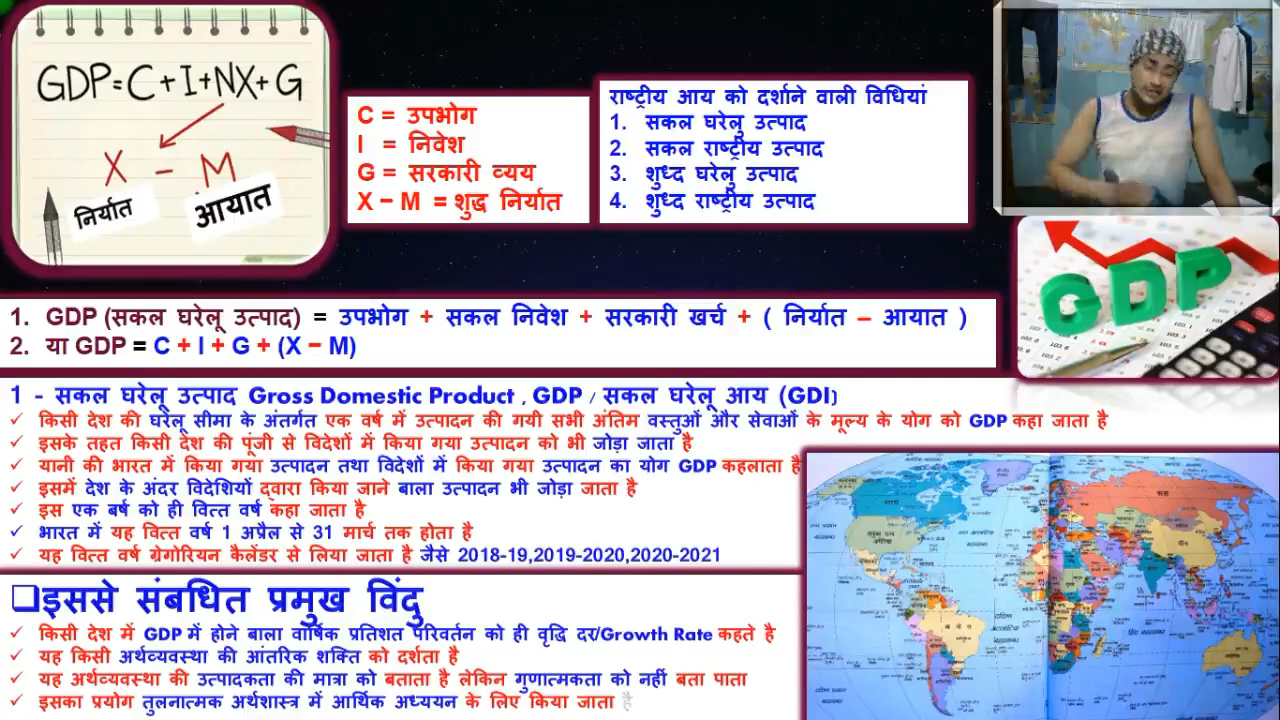 GDP=C+I+NX+G
X - M
निर्यात
आयात
C = उपभोग
I = निवेश
G = सरकारी व्यय
X − M = शुद्ध निर्यात
राष्ट्रीय आय को दर्शाने वाली विधियां
1. सकल घरेलु उत्पाद
2. सकल राष्ट्रीय उत्पाद
3. शुध्द घरेलु उत्पाद
4. शुध्द राष्ट्रीय उत्पाद
GDP
1. GDP (सकल घरेलू उत्पाद) = उपभोग + सकल निवेश + सरकारी खर्च + ( निर्यात – आयात )
2. या GDP = C + I + G + (X − M)
1 - सकल घरेलू उत्पाद Gross Domestic Product , GDP / सकल घरेलू आय (GDI)
✓ किसी देश की घरेलू सीमा के अंतर्गत एक वर्ष में उत्पादन की गयी सभी अंतिम वस्तुओं और सेवाओं के मूल्य के योग को GDP कहा जाता है
✓ इसके तहत किसी देश की पूंजी से विदेशों में किया गया उत्पादन को भी जोड़ा जाता है
✓ यानी की भारत में किया गया उत्पादन तथा विदेशों में किया गया उत्पादन का योग GDP कहलाता है
✓ इसमें देश के अंदर विदेशियों द्वारा किया जाने बाला उत्पादन भी जोड़ा जाता है
✓ इस एक बर्ष को ही वित्त वर्ष कहा जाता है
✓ भारत में यह वित्त वर्ष 1 अप्रैल से 31 मार्च तक होता है
✓ यह वित्त वर्ष ग्रेगोरियन कैलेंडर से लिया जाता है जैसे 2018-19,2019-2020,2020-2021
❑इससे संबधित प्रमुख विंदु
✓ किसी देश में GDP में होने बाला वार्षिक प्रतिशत परिवर्तन को ही वृद्दि दर/Growth Rate कहते है
✓ यह किसी अर्थव्यवस्था की आंतरिक शक्ति को दर्शता है
✓ यह अर्थव्यवस्था की उत्पादकता की मात्रा को बताता है लेकिन गुणात्मकता को नहीं बता पाता
✓ इसका प्रयोग तुलनात्मक अर्थशास्त्र में आर्थिक अध्ययन के लिए किया जाता है